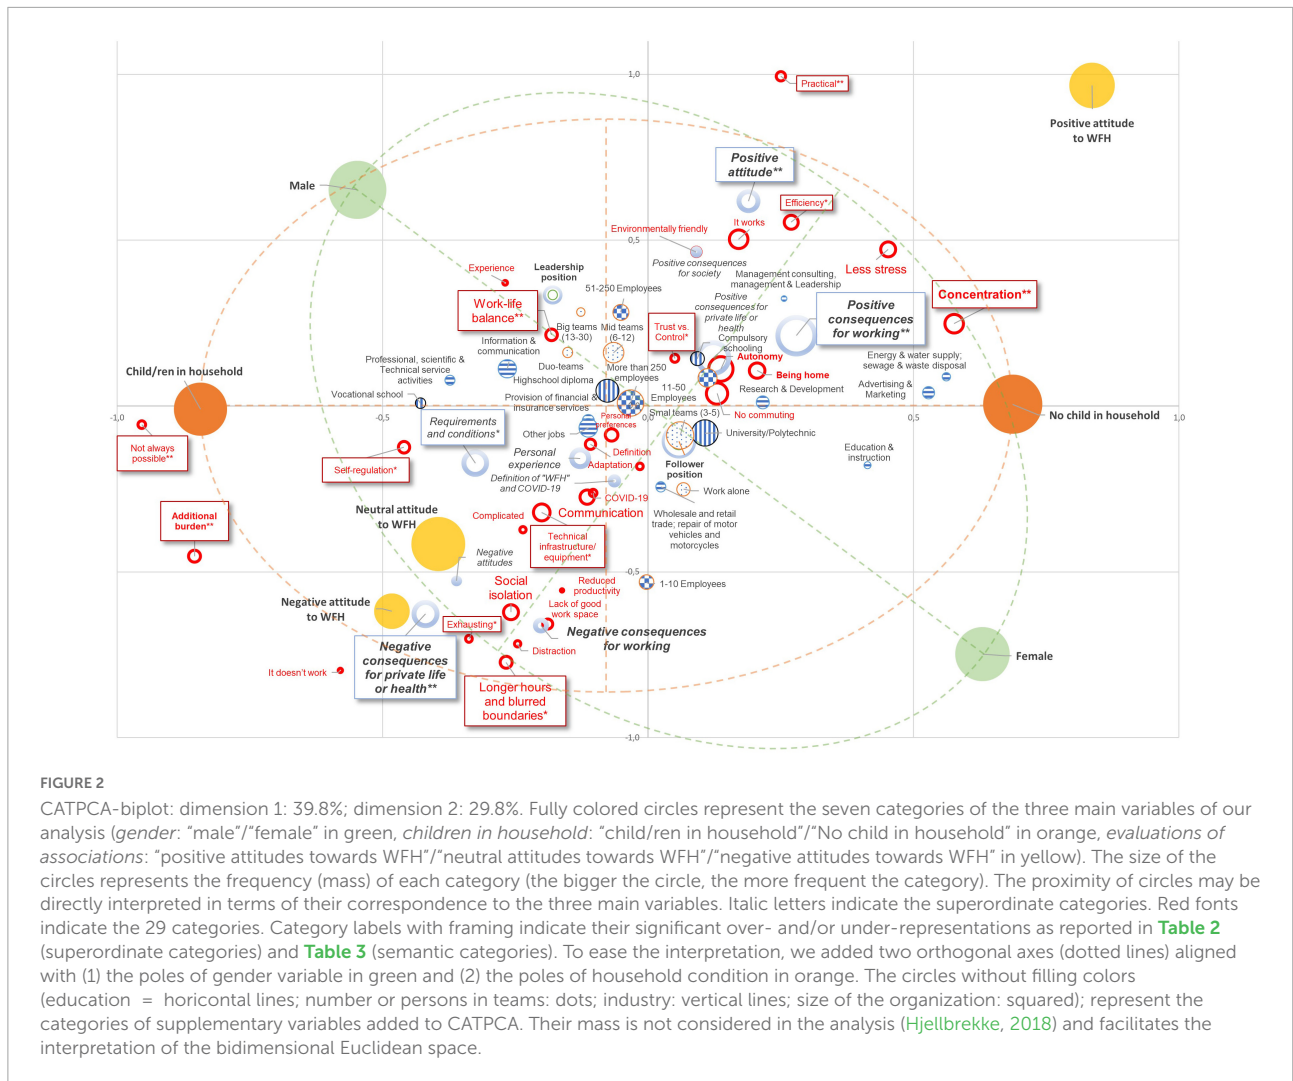 1,0
Practical**
Positive attitude
to WFH
Positive
attitude**
Male
Efficiency*
It works
Environmentally friendly
0,5
Positive consequences
for society
Less stress
Experience
Leadership
position
Management consulting,
management & Leadership
51-250 Employees
Concentration**
Work-life
balance**
Positive
consequences for
private life or
health
Positive
consequences
for working**
Big teams
(13-30)
Mid teams
(6-12)
Trust vs.
Control*
Compulsory
schooling
Information &
communication
Energy & water supply;
sewage & waste disposal
Professional, scientific &
Technical service
activities
Duo-teams
More than 250
employees
Autonomy
Child/ren in household
Highschool diploma
Being home
Advertising &
Marketing
Vocational school
Provision of financial &
insurance services
11-50
Employees
Research & Development
-1,0
-0,5
0,0
0,5
1,0
No child in household
Personal
preferences
Smal teams (3-5)
No commuting
Requirements
and conditions*
Other jobs
University/Polytechnic
Not always
possible**
Self-regulation*
Personal
experience
Definition
Adaptation
Follower
position
Education &
instruction
Definition of "WFH"
and COVID-19
COVID-19
Work alone
Additional
burden**
Neutral attitude
to WFH
Complicated
Communication
Wholesale and retail
trade; repair of motor
vehicles and
motorcycles
Technical
infrastructure/
equipment*
Negative
attitudes
-0,5
Social
isolation
Reduced
productivity
1-10 Employees
Negative attitude
to WFH
Lack of good
work space
Exhausting*
Negative consequences
for working
Negative
consequences
for private life
or health**
Distraction
Female
It doesn't work
Longer hours
and blurred
boundaries*
-1,0
FIGURE 2
CATPCA-biplot: dimension 1: 39.8%; dimension 2: 29.8%. Fully colored circles represent the seven categories of the three main variables of our
analysis (gender: “male”/“female” in green, children in household: “child/ren in household”/“No child in household” in orange, evaluations of
associations: “positive attitudes towards WFH”/“neutral attitudes towards WFH”/“negative attitudes towards WFH” in yellow). The size of the
circles represents the frequency (mass) of each category (the bigger the circle, the more frequent the category). The proximity of circles may be
directly interpreted in terms of their correspondence to the three main variables. Italic letters indicate the superordinate categories. Red fonts
indicate the 29 categories. Category labels with framing indicate their significant over- and/or under-representations as reported in Table 2
(superordinate categories) and Table 3 (semantic categories). To ease the interpretation, we added two orthogonal axes (dotted lines) aligned
with (1) the poles of gender variable in green and (2) the poles of household condition in orange. The circles without filling colors
(education = horicontal lines; number or persons in teams: dots; industry: vertical lines; size of the organization: squared); represent the
categories of supplementary variables added to CATPCA. Their mass is not considered in the analysis (Hjellbrekke, 2018) and facilitates the
interpretation of the bidimensional Euclidean space.